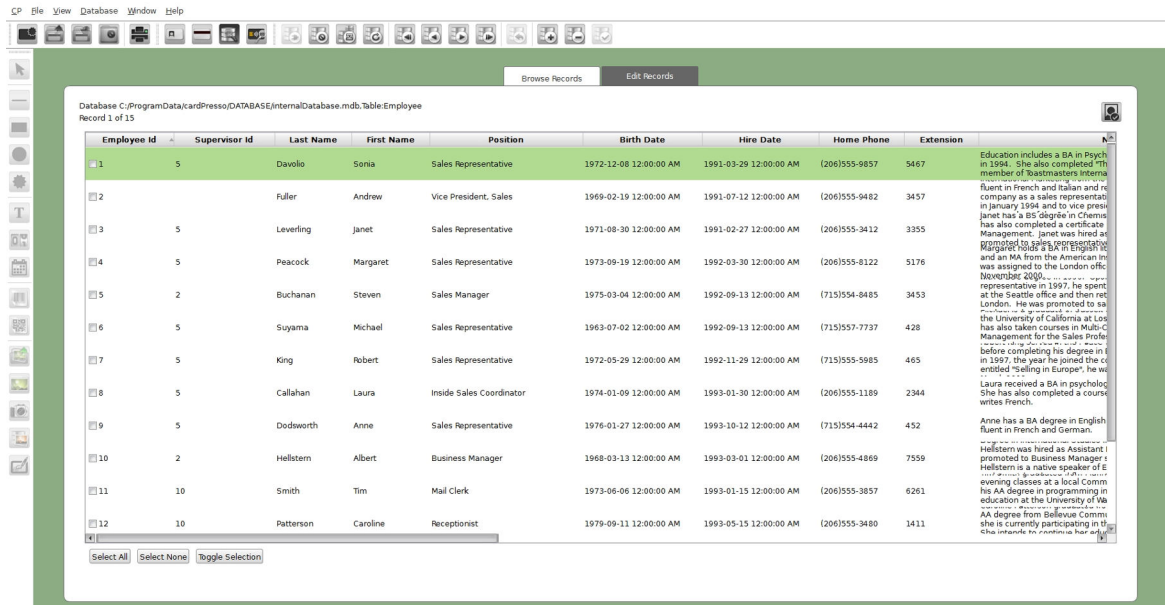 CP File View Database Window Help
Browse Records Edit Records
Database C:/ProgramData/cardPresso/DATABASE/internalDatabase.mdb.Table:Employee
Record 1 of 15
Employee Id Supervisor Id Last Name First Name Position Birth Date Hire Date Home Phone Extension N
1 5 Davolio Sonia Sales Representative 1972-12-08 12:00:00 AM 1991-03-29 12:00:00 AM (206)555-9857 5467
Education includes a BA in Psych
in 1994. She also completed "Th
member of Toastmasters Interna
2 Fuller Andrew Vice President, Sales 1969-02-19 12:00:00 AM 1991-07-12 12:00:00 AM (206)555-9482 3457
fluent in French and Italian and re
company as a sales representati
in January 1994 and to vice presi
3 5 Leverling Janet Sales Representative 1971-08-30 12:00:00 AM 1991-02-27 12:00:00 AM (206)555-3412 3355
Janet has a BS degree in Chemis
has also completed a certificate
Management. Janet was hired as
promoted to sales representative
4 5 Peacock Margaret Sales Representative 1973-09-19 12:00:00 AM 1992-03-30 12:00:00 AM (206)555-8122 5176
Margaret holds a BA in English lit
and an MA from the American In
was assigned to the London offic
November 2000.
5 2 Buchanan Steven Sales Manager 1975-03-04 12:00:00 AM 1992-09-13 12:00:00 AM (715)554-8485 3453
representative in 1997, he spent
at the Seattle office and then ret
London. He was promoted to sa
6 5 Suyama Michael Sales Representative 1963-07-02 12:00:00 AM 1992-09-13 12:00:00 AM (715)557-7737 428
the University of California at Los
has also taken courses in Multi-C
Management for the Sales Profes
7 5 King Robert Sales Representative 1972-05-29 12:00:00 AM 1992-11-29 12:00:00 AM (715)555-5985 465
before completing his degree in
in 1997, the year he joined the co
entitled "Selling in Europe", he wa
8 5 Callahan Laura Inside Sales Coordinator 1974-01-09 12:00:00 AM 1993-01-30 12:00:00 AM (206)555-1189 2344
Laura received a BA in psycholog
She has also completed a course
writes French.
9 5 Dodsworth Anne Sales Representative 1976-01-27 12:00:00 AM 1993-10-12 12:00:00 AM (715)554-4442 452
Anne has a BA degree in English
fluent in French and German.
10 2 Hellstern Albert Business Manager 1968-03-13 12:00:00 AM 1993-03-01 12:00:00 AM (206)555-4869 7559
Hellstern was hired as Assistant
promoted to Business Manager s
Hellstern is a native speaker of E
11 10 Smith Tim Mail Clerk 1973-06-06 12:00:00 AM 1993-01-15 12:00:00 AM (206)555-3857 6261
evening classes at a local Comm
his AA degree in programming in
education at the University of Wa
12 10 Patterson Caroline Receptionist 1979-09-11 12:00:00 AM 1993-05-15 12:00:00 AM (206)555-3480 1411
AA degree from Bellevue Commu
she is currently participating in th
She intends to continue her educ
Select All Select None Toggle Selection